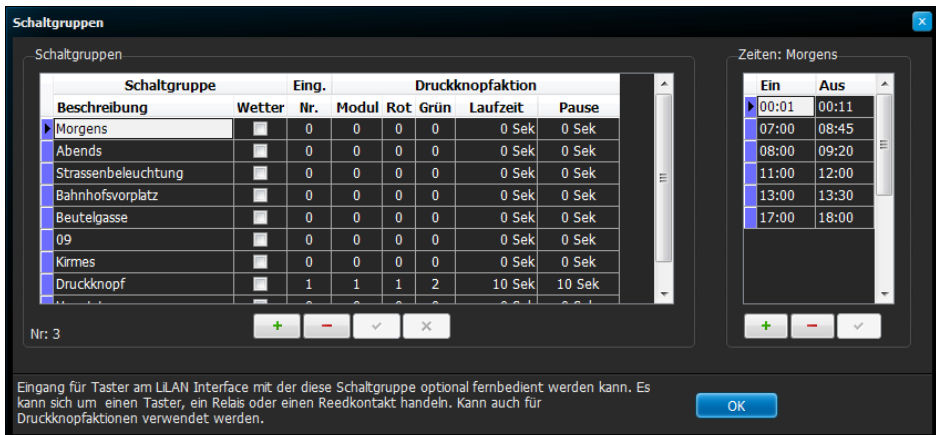 Schaltgruppen
Schaltgruppen
Schaltgruppe Eing. Druckknopfaktion
Beschreibung Wetter Nr. Modul Rot Grün Laufzeit Pause
Morgens 0 0 0 0 0 Sek 0 Sek
Abends 0 0 0 0 0 Sek 0 Sek
Strassenbeleuchtung 0 0 0 0 0 Sek 0 Sek
Bahnhofsvorplatz 0 0 0 0 0 Sek 0 Sek
Beutelgasse 0 0 0 0 0 Sek 0 Sek
09 0 0 0 0 0 Sek 0 Sek
Kirmes 0 0 0 0 0 Sek 0 Sek
Druckknopf 1 1 1 2 10 Sek 10 Sek
Nr: 3
Zeiten: Morgens
Ein Aus
00:01 00:11
07:00 08:45
08:00 09:20
11:00 12:00
13:00 13:30
17:00 18:00
Eingang für Taster am LiLAN Interface mit der diese Schaltgruppe optional fernbedient werden kann. Es
kann sich um einen Taster, ein Relais oder einen Reedkontakt handeln. Kann auch für
Druckknopfaktionen verwendet werden.
OK